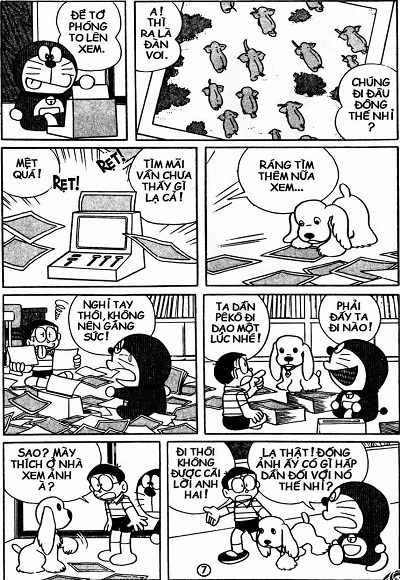 ĐỂ TỚ
PHÓNG
TO LÊN
XEM.
A!
THÌ
RA LÀ
ĐÀN
VOI.
CHÚNG
ĐI ĐÂU
ĐÔNG
THẾ NHỈ
?
MỆT
QUÁ!
RẸT!
RẸT!
TÌM MÃI
VẪN CHƯA
THẤY GÌ
LẠ CẢ!
RÁNG TÌM
THÊM NỮA
XEM...
NGHỈ TAY
THÔI, KHÔNG
NÊN GẮNG
SỨC!
TA DẪN
PÊKÔ ĐI
DẠO MỘT
LÚC NHÉ!
PHẢI
ĐẤY TA
ĐI NÀO!
SAO? MÀY
THÍCH Ở NHÀ
XEM ẢNH
À?
ĐI THÔI
KHÔNG
ĐƯỢC CÃI
LỜI ANH
HAI!
LẠ THẬT! ĐỐNG
ẢNH ẤY CÓ GÌ HẤP
DẪN ĐỐI VỚI NÓ
THẾ NHỈ?
7